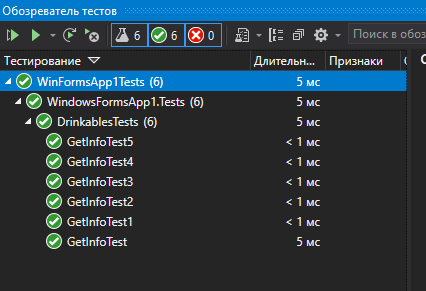 Обозреватель тестов
6 6 0 Поиск в обоз
Тестирование Длительн... Признаки
WinFormsApp1Tests (6) 5 мс
WindowsFormsApp1.Tests (6) 5 мс
DrinkablesTests (6) 5 мс
GetInfoTest5 < 1 мс
GetInfoTest4 < 1 мс
GetInfoTest3 < 1 мс
GetInfoTest2 < 1 мс
GetInfoTest1 < 1 мс
GetInfoTest 5 мс